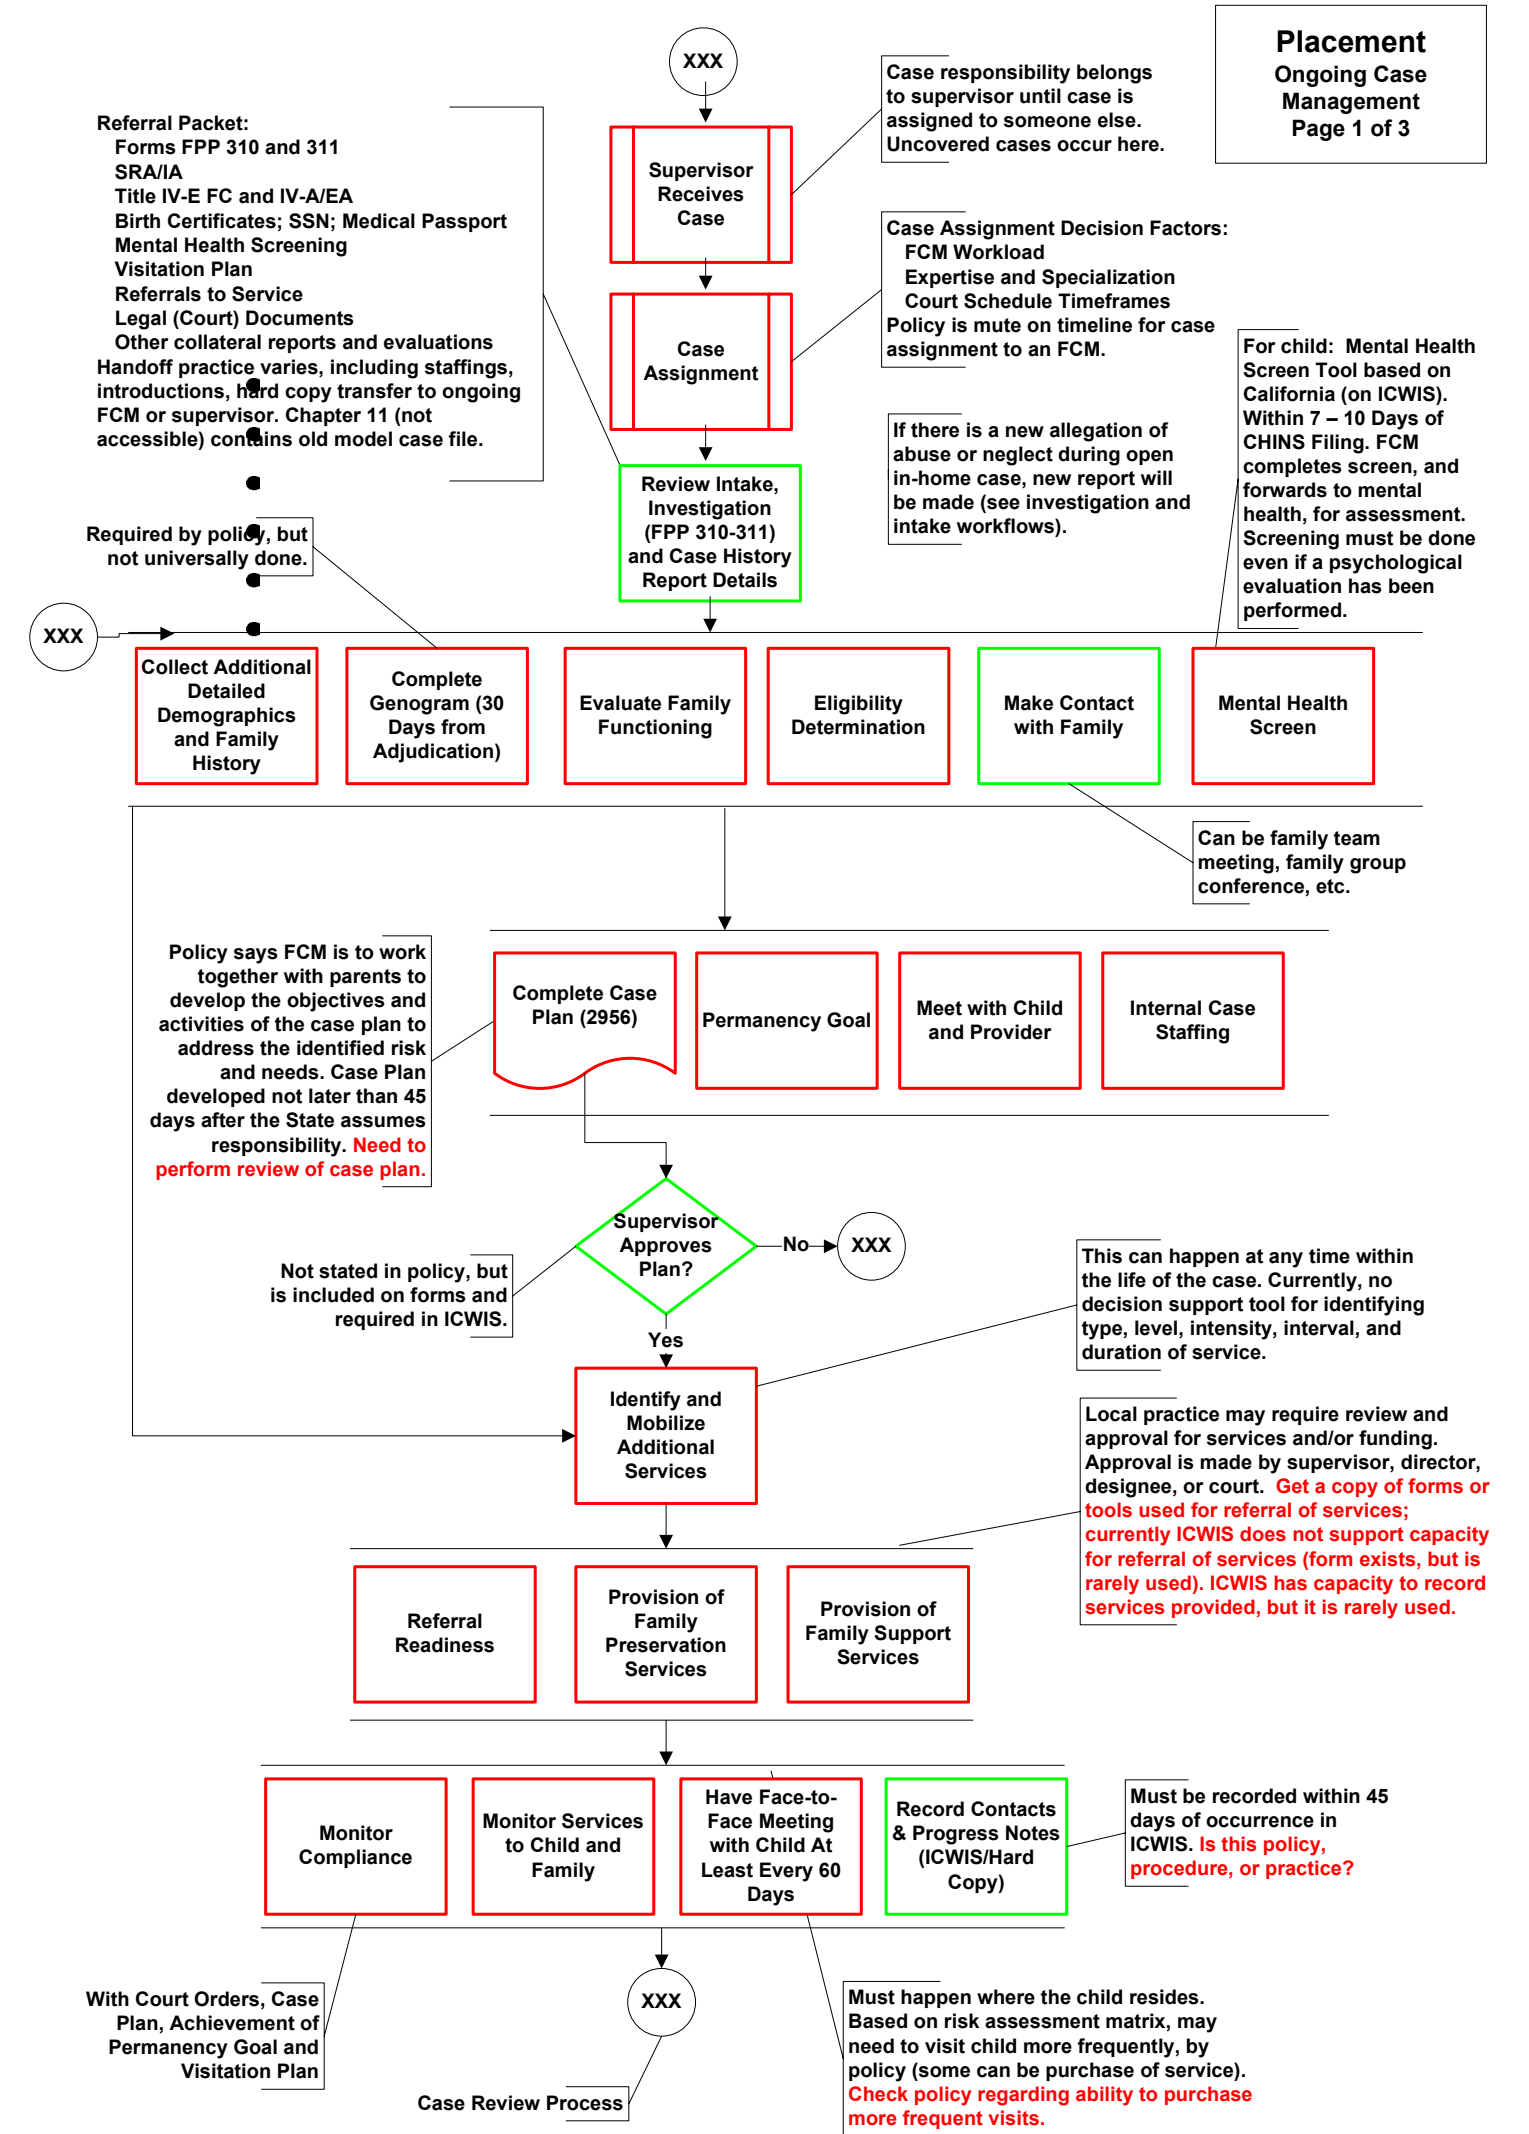 Placement
Ongoing Case
Management
Page 1 of 3
XXX
Case responsibility belongs
to supervisor until case is
assigned to someone else.
Uncovered cases occur here.
Referral Packet:
Forms FPP 310 and 311
SRA/IA
Title IV-E FC and IV-A/EA
Birth Certificates; SSN; Medical Passport
Mental Health Screening
Visitation Plan
Referrals to Service
Legal (Court) Documents
Other collateral reports and evaluations
Handoff practice varies, including staffings,
introductions, hard copy transfer to ongoing
FCM or supervisor. Chapter 11 (not
accessible) contains old model case file.
Supervisor
Receives
Case
Case Assignment Decision Factors:
FCM Workload
Expertise and Specialization
Court Schedule Timeframes
Policy is mute on timeline for case
assignment to an FCM.
Case
Assignment
For child:  Mental Health
Screen Tool based on
California (on ICWIS).
Within 7 – 10 Days of
CHINS Filing. FCM
completes screen, and
forwards to mental
health, for assessment.
Screening must be done
even if a psychological
evaluation has been
performed.
If there is a new allegation of
abuse or neglect during open
in-home case, new report will
be made (see investigation and
intake workflows).
Review Intake,
Investigation
(FPP 310-311)
and Case History
Report Details
Required by policy, but
not universally done.
XXX
Collect Additional
Detailed
Demographics
and Family
History
Complete
Genogram (30
Days from
Adjudication)
Evaluate Family
Functioning
Eligibility
Determination
Make Contact
with Family
Mental Health
Screen
Can be family team
meeting, family group
conference, etc.
Policy says FCM is to work
together with parents to
develop the objectives and
activities of the case plan to
address the identified risk
and needs. Case Plan
developed not later than 45
days after the State assumes
responsibility. Need to
perform review of case plan.
Complete Case
Plan (2956)
Permanency Goal
Meet with Child
and Provider
Internal Case
Staffing
Supervisor
Approves
Plan?
No
XXX
Not stated in policy, but
is included on forms and
required in ICWIS.
Yes
This can happen at any time within
the life of the case. Currently, no
decision support tool for identifying
type, level, intensity, interval, and
duration of service.
Identify and
Mobilize
Additional
Services
Local practice may require review and
approval for services and/or funding.
Approval is made by supervisor, director,
designee, or court.  Get a copy of forms or
tools used for referral of services;
currently ICWIS does not support capacity
for referral of services (form exists, but is
rarely used). ICWIS has capacity to record
services provided, but it is rarely used.
Referral
Readiness
Provision of
Family
Preservation
Services
Provision of
Family Support
Services
Monitor
Compliance
Monitor Services
to Child and
Family
Have Face-to-
Face Meeting
with Child At
Least Every 60
Days
Record Contacts
& Progress Notes
(ICWIS/Hard
Copy)
Must be recorded within 45
days of occurrence in
ICWIS. Is this policy,
procedure, or practice?
With Court Orders, Case
Plan, Achievement of
Permanency Goal and
Visitation Plan
XXX
Case Review Process
Must happen where the child resides.
Based on risk assessment matrix, may
need to visit child more frequently, by
policy (some can be purchase of service).
Check policy regarding ability to purchase
more frequent visits.